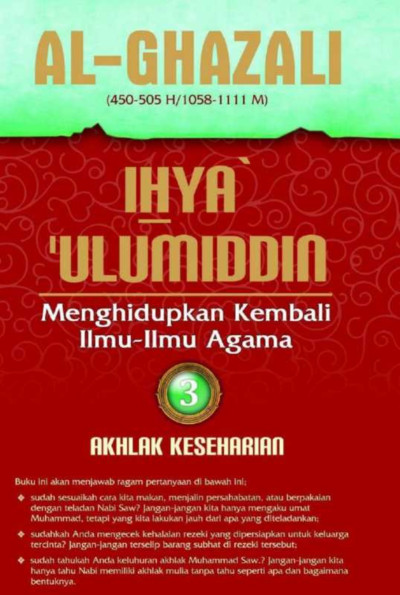 AL-GHAZALI
(450-505 H/1058-1111 M)
IHYA`
'ULUMIDDIN
Menghidupkan Kembali
Ilmu-Ilmu Agama
3
AKHLAK KESEHARIAN
Buku ini akan menjawab ragam pertanyaan di bawah ini;
❖ sudah sesuaikah cara kita makan, menjalin persahabatan, atau berpakaian
dengan teladan Nabi Saw? Jangan-jangan kita hanya mengaku umat
Muhammad, tetapi yang kita lakukan jauh dari apa yang diteladankan;
❖ sudahkah Anda mengecek kehalalan rezeki yang dipersiapkan untuk keluarga
tercinta? Jangan-jangan terselip barang subhat di rezeki tersebut;
❖ sudah tahukah Anda keluhuran akhlak Muhammad Saw.? Jangan-jangan kita
hanya tahu Nabi memiliki akhlak mulia tanpa tahu seperti apa dan bagaimana
bentuknya.